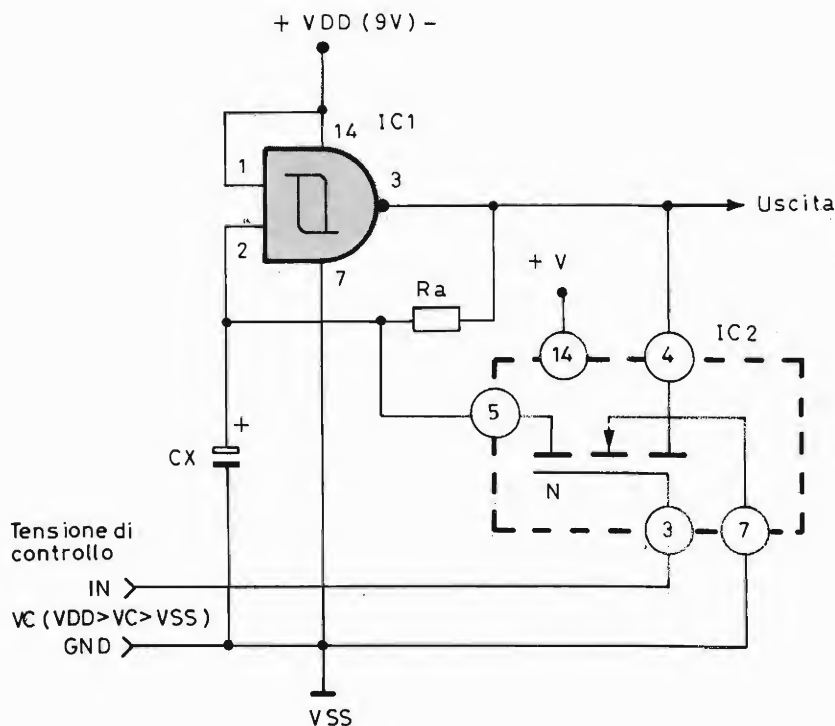 + VDD (9V) -
IC1
14
1
3
2
7
Uscita
Ra
+ V
IC2
14
4
5
+
CX
N
3
7
Tensione di
controllo
IN
VC (VDD>VC>VSS)
GND
VSS